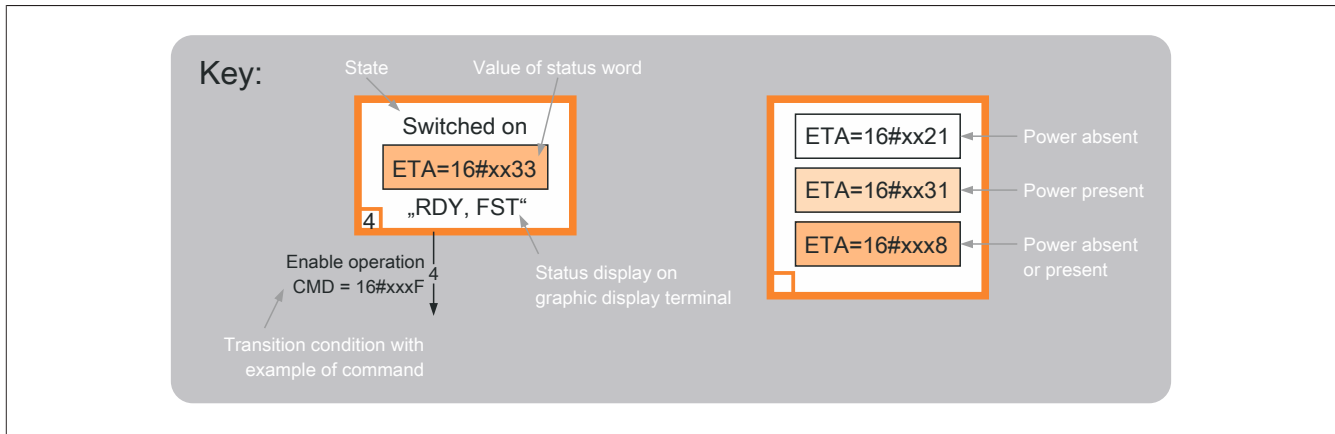 Key:
State
Value of status word
Switched on
ETA=16#xx33
„RDY, FST“
4
Enable operation
CMD = 16#xxxF
4
Status display on
graphic display terminal
Transition condition with
example of command
ETA=16#xx21
Power absent
ETA=16#xx31
Power present
ETA=16#xxx8
Power absent
or present